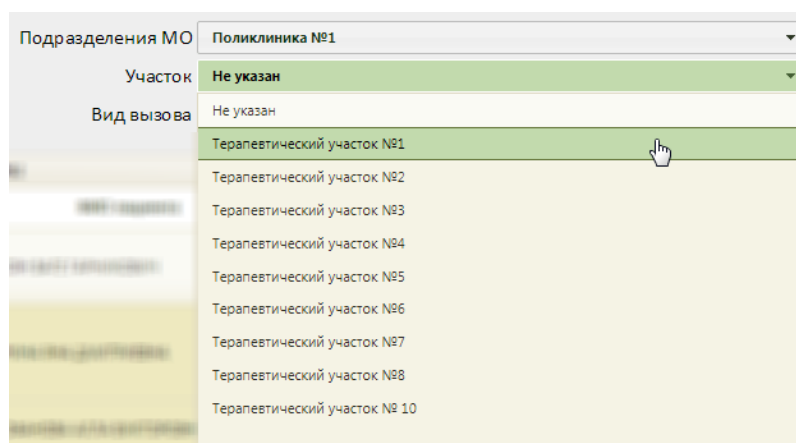 Подразделения МО Поликлиника №1
Участок Не указан
Вид вызова Не указан
Терапевтический участок №1
Терапевтический участок №2
Терапевтический участок №3
Терапевтический участок №4
Терапевтический участок №5
Терапевтический участок №6
Терапевтический участок №7
Терапевтический участок №8
Терапевтический участок № 10